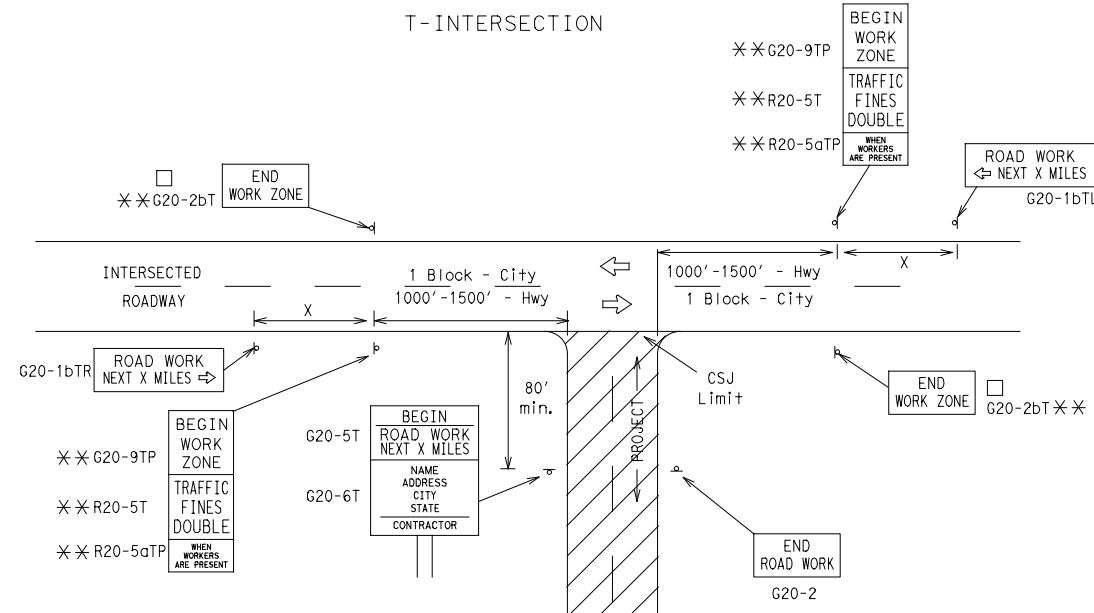 T-INTERSECTION
BEGIN
WORK
ZONE
**G20-9TP
TRAFFIC
FINES
DOUBLE
**R20-5T
WHEN
WORKERS
ARE PRESENT
**R20-5aTP
ROAD WORK
⇦ NEXT X MILES
G20-1bTL
END
WORK ZONE
□
**G20-2bT
INTERSECTED
ROADWAY
1 Block - City
1000'-1500' - Hwy
1000'-1500' - Hwy
1 Block - City
X
X
G20-1bTR
ROAD WORK
NEXT X MILES ⇨
80'
min.
CSJ
Limit
PROJECT
END
WORK ZONE
□
G20-2bT**
BEGIN
WORK
ZONE
**G20-9TP
TRAFFIC
FINES
DOUBLE
**R20-5T
WHEN
WORKERS
ARE PRESENT
**R20-5aTP
G20-5T
BEGIN
ROAD WORK
NEXT X MILES
G20-6T
NAME
ADDRESS
CITY
STATE
CONTRACTOR
END
ROAD WORK
G20-2